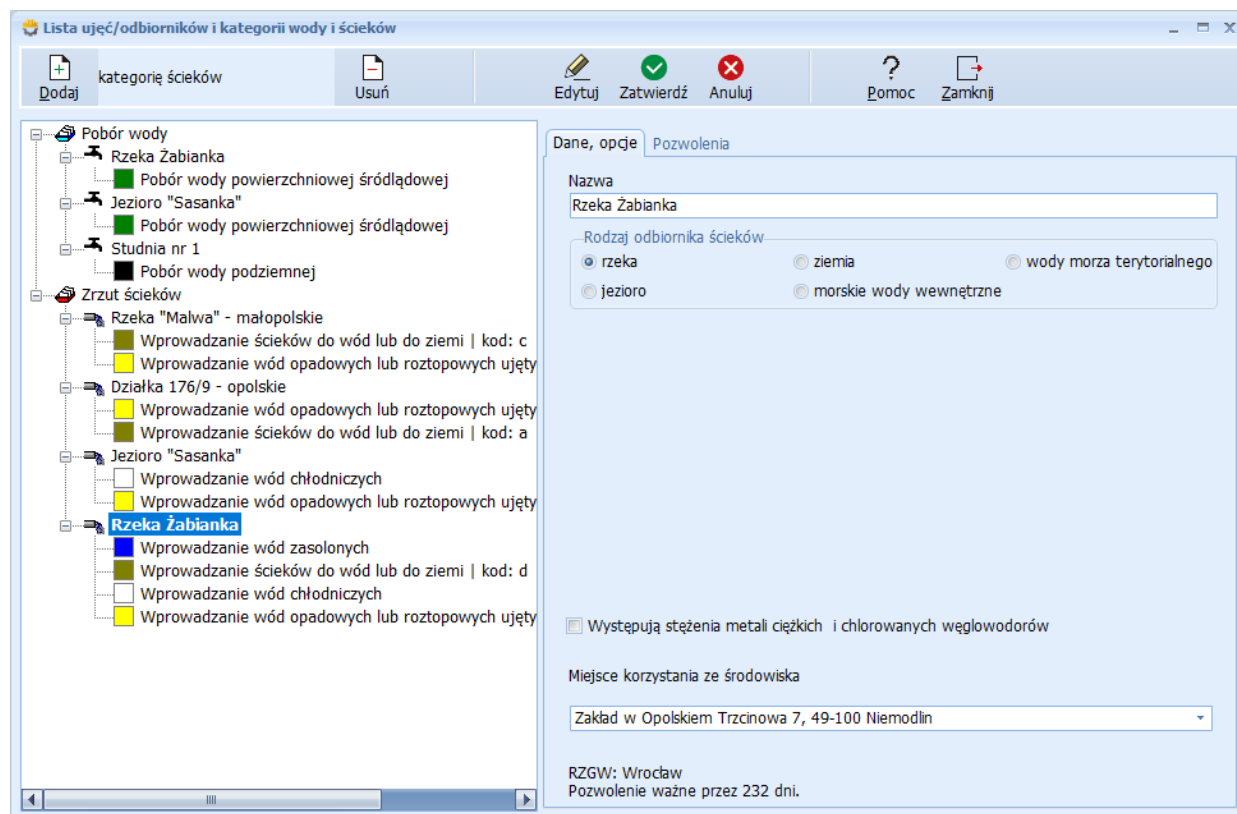 Lista ujęć/odbiorników i kategorii wody i ścieków
Dodaj
kategorię ścieków
Usuń
Edytuj
Zatwierdź
Anuluj
Pomoc
Zamknij
Pobór wody
Rzeka Żabianka
Pobór wody powierzchniowej śródlądowej
Jezioro "Sasanka"
Pobór wody powierzchniowej śródlądowej
Studnia nr 1
Pobór wody podziemnej
Zrzut ścieków
Rzeka "Malwa" - małopolskie
Wprowadzanie ścieków do wód lub do ziemi | kod: c
Wprowadzanie wód opadowych lub roztopowych ujęty
Działka 176/9 - opolskie
Wprowadzanie wód opadowych lub roztopowych ujęty
Wprowadzanie ścieków do wód lub do ziemi | kod: a
Jezioro "Sasanka"
Wprowadzanie wód chłodniczych
Wprowadzanie wód opadowych lub roztopowych ujęty
Rzeka Żabianka
Wprowadzanie wód zasolonych
Wprowadzanie ścieków do wód lub do ziemi | kod: d
Wprowadzanie wód chłodniczych
Wprowadzanie wód opadowych lub roztopowych ujęty
Dane, opcje
Pozwolenia
Nazwa
Rzeka Żabianka
Rodzaj odbiornika ścieków
rzeka
ziemia
wody morza terytorialnego
jezioro
morskie wody wewnętrzne
Występują stężenia metali ciężkich i chlorowanych węglowodorów
Miejsce korzystania ze środowiska
Zakład w Opolskiem Trzcinowa 7, 49-100 Niemodlin
RZGW: Wrocław
Pozwolenie ważne przez 232 dni.